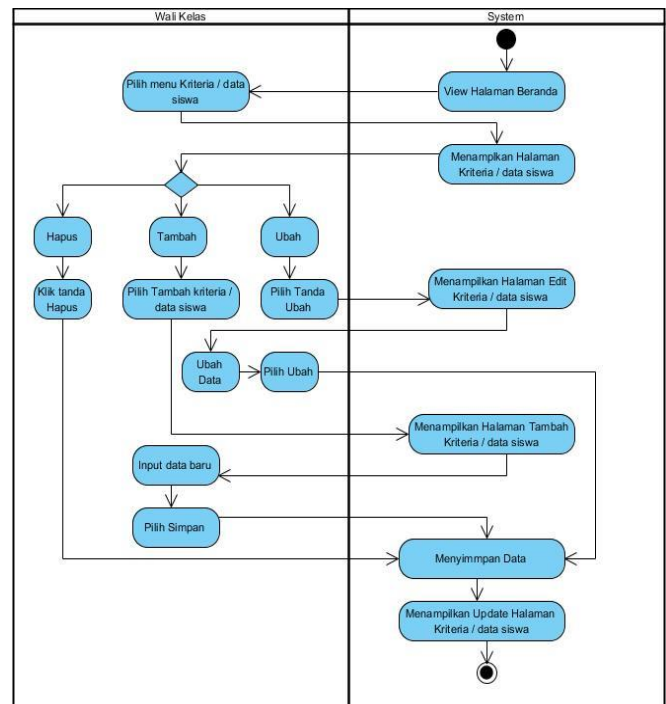 Wali Kelas
System
View Halaman Beranda
Pilih menu Kriteria / data
siswa
Menamplkan Halaman
Kriteria / data siswa
Hapus
Tambah
Ubah
Klik tanda
Hapus
Pilih Tambah kriteria /
data siswa
Pilih Tanda
Ubah
Menampilkan Halaman Edit
Kriteria / data siswa
Ubah
Data
Pilih Ubah
Menampilkan Halaman Tambah
Kriteria / data siswa
Input data baru
Pilih Simpan
Menyimmpan Data
Menampilkan Update Halaman
Kriteria / data siswa